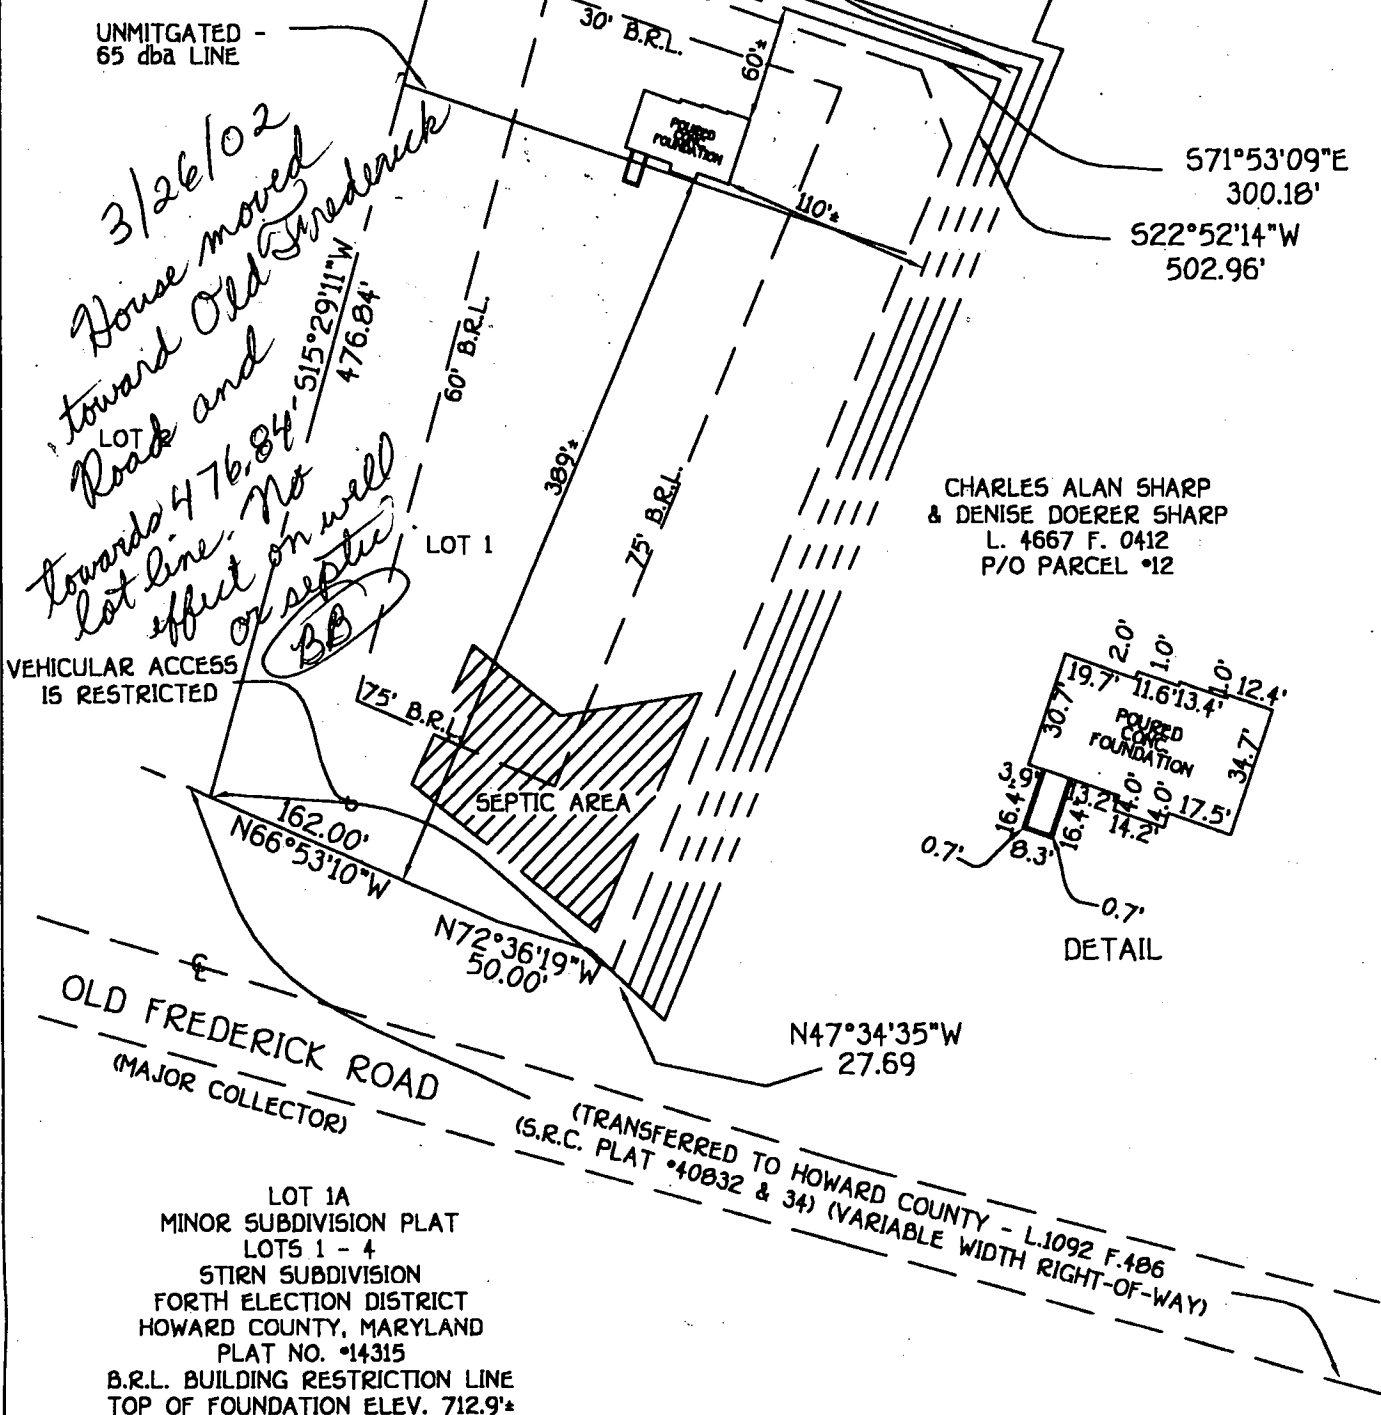 UNMITGATED -
65 dba LINE
30' B.R.L.
60'±
POURED
CONC.
FOUNDATION
110'±
S71°53'09"E
300.18'
S22°52'14"W
502.96'
3/26/02
House moved
toward Old Frederick
Road and
towards 476.84'
lot line. No
effect on well
or septic
BB
S15°29'11"W
476.84'
60' B.R.L.
LOT 2
389'±
75' B.R.L.
LOT 1
CHARLES ALAN SHARP
& DENISE DOERER SHARP
L. 4667 F. 0412
P/O PARCEL •12
VEHICULAR ACCESS
IS RESTRICTED
75' B.R.L.
SEPTIC AREA
162.00'
N66°53'10"W
N72°36'19"W
50.00'
N47°34'35"W
27.69
2.0'
1.0'
1.0'
19.7'
11.6'
13.4'
12.4'
30.7'
POURED
CONC.
FOUNDATION
34.7'
3.9'
16.4'
13.2'
4.0'
4.0'
17.5'
16.4'
14.2'
8.3'
0.7'
0.7'
DETAIL
℄
OLD FREDERICK ROAD
(MAJOR COLLECTOR)
(TRANSFERRED TO HOWARD COUNTY - L.1092 F.486
(S.R.C. PLAT •40832 & 34) (VARIABLE WIDTH RIGHT-OF-WAY)
LOT 1A
MINOR SUBDIVISION PLAT
LOTS 1 - 4
STIRN SUBDIVISION
FORTH ELECTION DISTRICT
HOWARD COUNTY, MARYLAND
PLAT NO. •14315
B.R.L. BUILDING RESTRICTION LINE
TOP OF FOUNDATION ELEV. 712.9'±